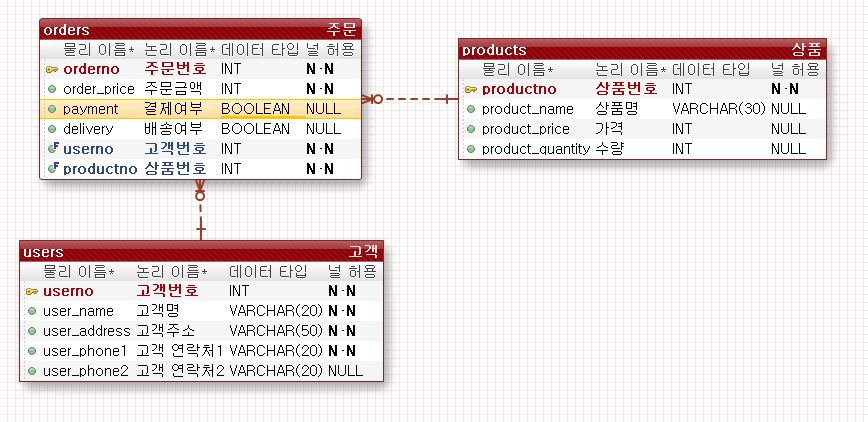 orders 주문
물리 이름* 논리 이름* 데이터 타입 널 허용
orderno 주문번호 INT N·N
order_price 주문금액 INT N·N
payment 결제여부 BOOLEAN NULL
delivery 배송여부 BOOLEAN NULL
userno 고객번호 INT N·N
productno 상품번호 INT N·N
products 상품
물리 이름* 논리 이름* 데이터 타입 널 허용
productno 상품번호 INT N·N
product_name 상품명 VARCHAR(30) NULL
product_price 가격 INT NULL
product_quantity 수량 INT NULL
users 고객
물리 이름* 논리 이름* 데이터 타입 널 허용
userno 고객번호 INT N·N
user_name 고객명 VARCHAR(20) N·N
user_address 고객주소 VARCHAR(50) N·N
user_phone1 고객 연락처1 VARCHAR(20) N·N
user_phone2 고객 연락처2 VARCHAR(20) NULL